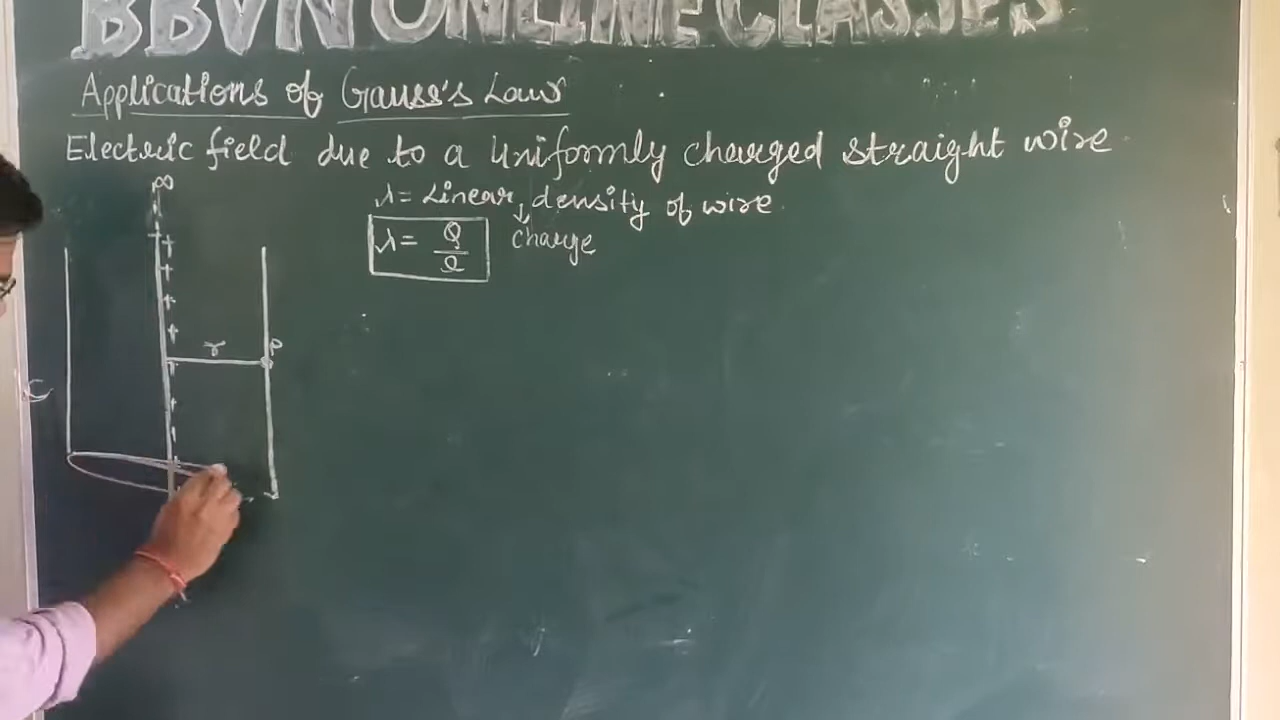 BBVN ONLINE CLASSES
Applications of Gauss's Law
Electric field due to a Uniformly charged straight wire.
∞
λ = Linear density of wire.
charge
λ = Q/l
+
+
+
+
r
P
+
+
+